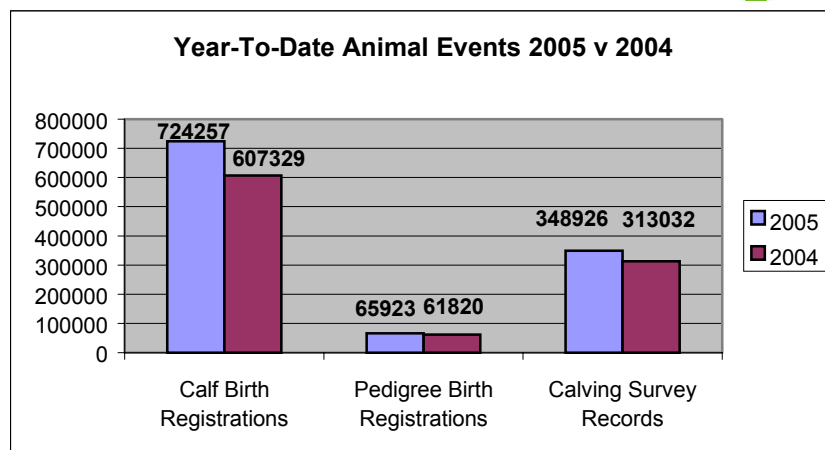 Year-To-Date Animal Events 2005 v 2004
800000
700000
600000
500000
400000
300000
200000
100000
0
724257
607329
65923
61820
348926
313032
Calf Birth
Registrations
Pedigree Birth
Registrations
Calving Survey
Records
2005
2004